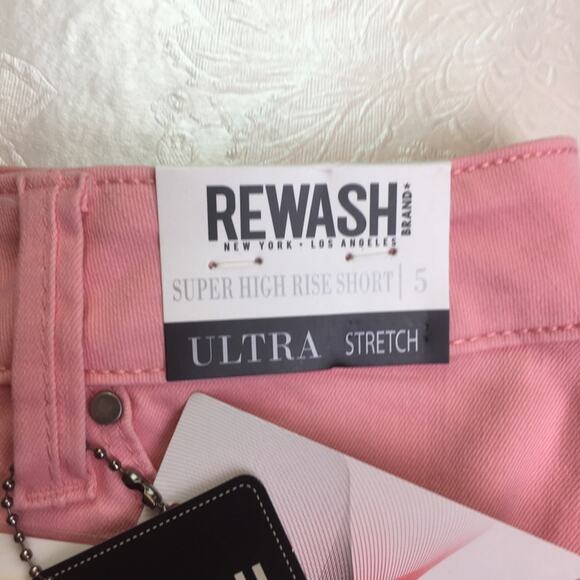 REWASH
BRAND
NEW YORK • LOS ANGELES
SUPER HIGH RISE SHORT | 5
ULTRA STRETCH